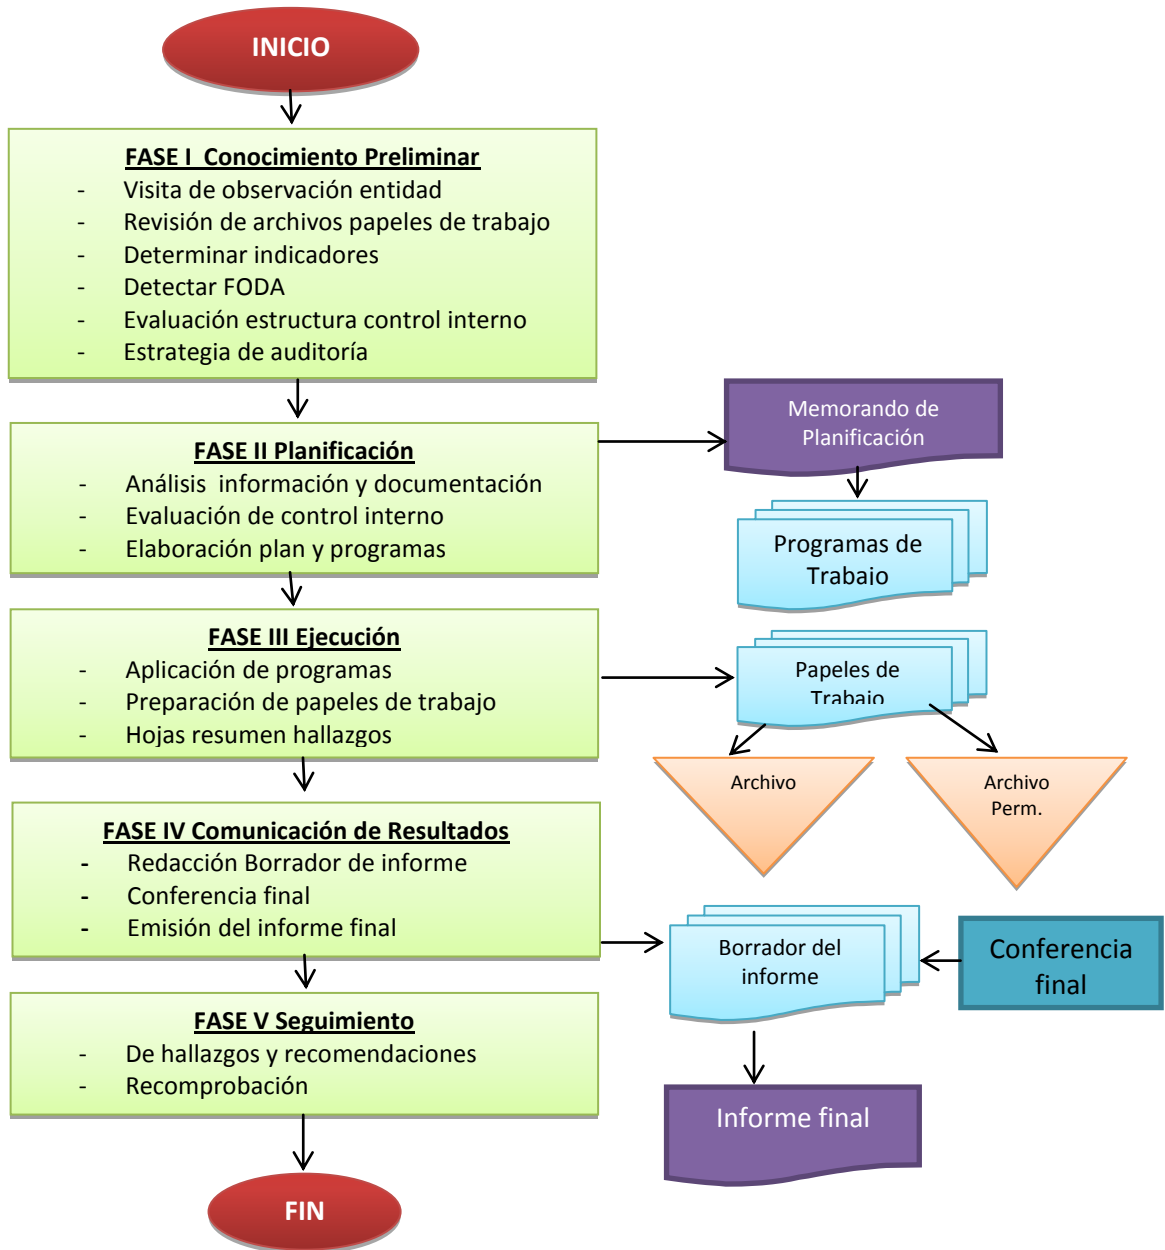 INICIO
FASE I  Conocimiento Preliminar
- Visita de observación entidad
- Revisión de archivos papeles de trabajo
- Determinar indicadores
- Detectar FODA
- Evaluación estructura control interno
- Estrategia de auditoría
FASE II Planificación
- Análisis  información y documentación
- Evaluación de control interno
- Elaboración plan y programas
Memorando de
Planificación
Programas de
Trabajo
FASE III Ejecución
- Aplicación de programas
- Preparación de papeles de trabajo
- Hojas resumen hallazgos
Papeles de
Trabajo
Archivo
Archivo
Perm.
FASE IV Comunicación de Resultados
- Redacción Borrador de informe
- Conferencia final
- Emisión del informe final
Borrador del
informe
Conferencia
final
FASE V Seguimiento
- De hallazgos y recomendaciones
- Recomprobación
Informe final
FIN